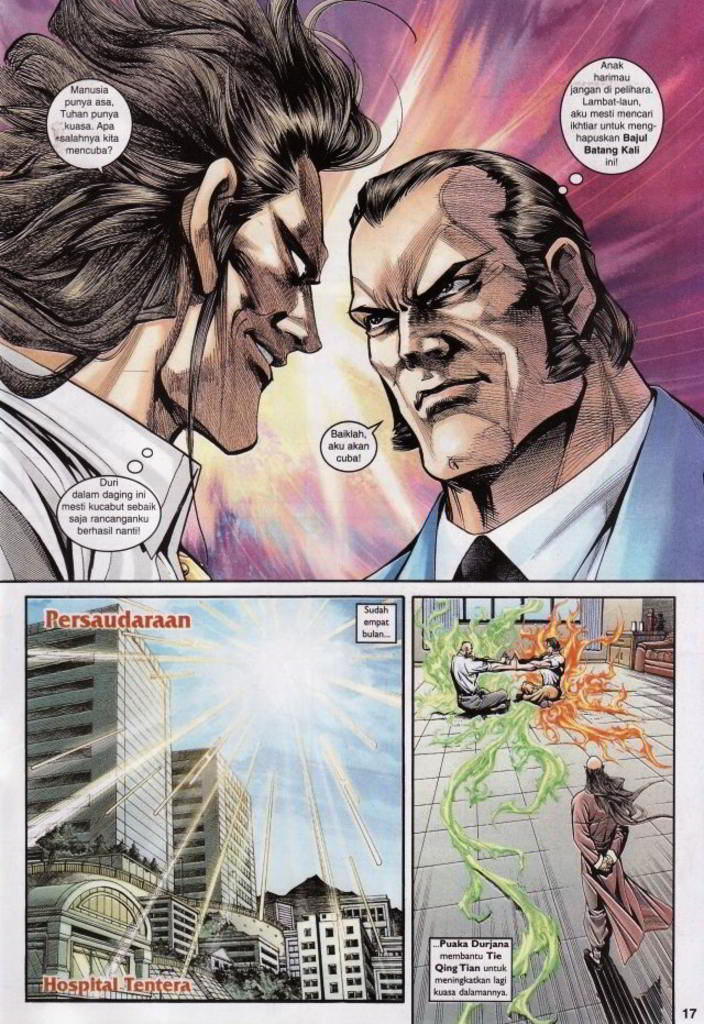 Manusia
punya asa,
Tuhan punya
kuasa. Apa
salahnya kita
mencuba?
Anak
harimau
jangan di pelihara.
Lambat-laun,
aku mesti mencari
ikhtiar untuk meng-
hapuskan Bajul
Batang Kali
ini!
Baiklah,
aku akan
cuba!
Duri
dalam daging ini
mesti kucabut sebaik
saja rancanganku
berhasil nanti!
Persaudaraan
Sudah
empat
bulan...
Hospital Tentera
...Puaka Durjana
membantu Tie
Qing Tian untuk
meningkatkan lagi
kuasa dalamannya.
17